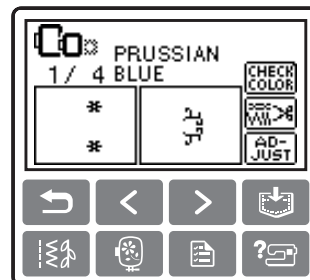 PRUSSIAN
1/ 4 BLUE
CHECK
COLOR
AD-
JUST
?